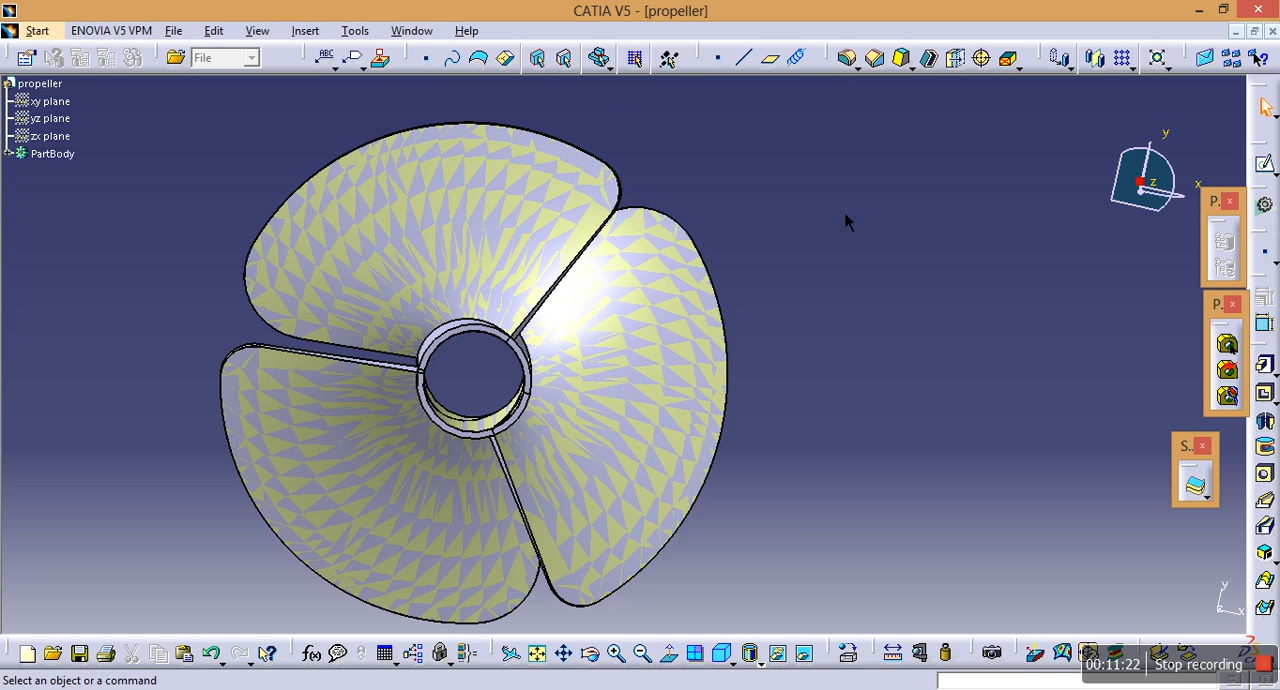 CATIA V5 - [propeller]
Start ENOVIA V5 VPM File Edit View Insert Tools Window Help
File
ABC
propeller
xy plane
yz plane
zx plane
PartBody
y
z x
P..
P..
S..
f(x)
y
z x
00:11:22 Stop recording
Select an object or a command